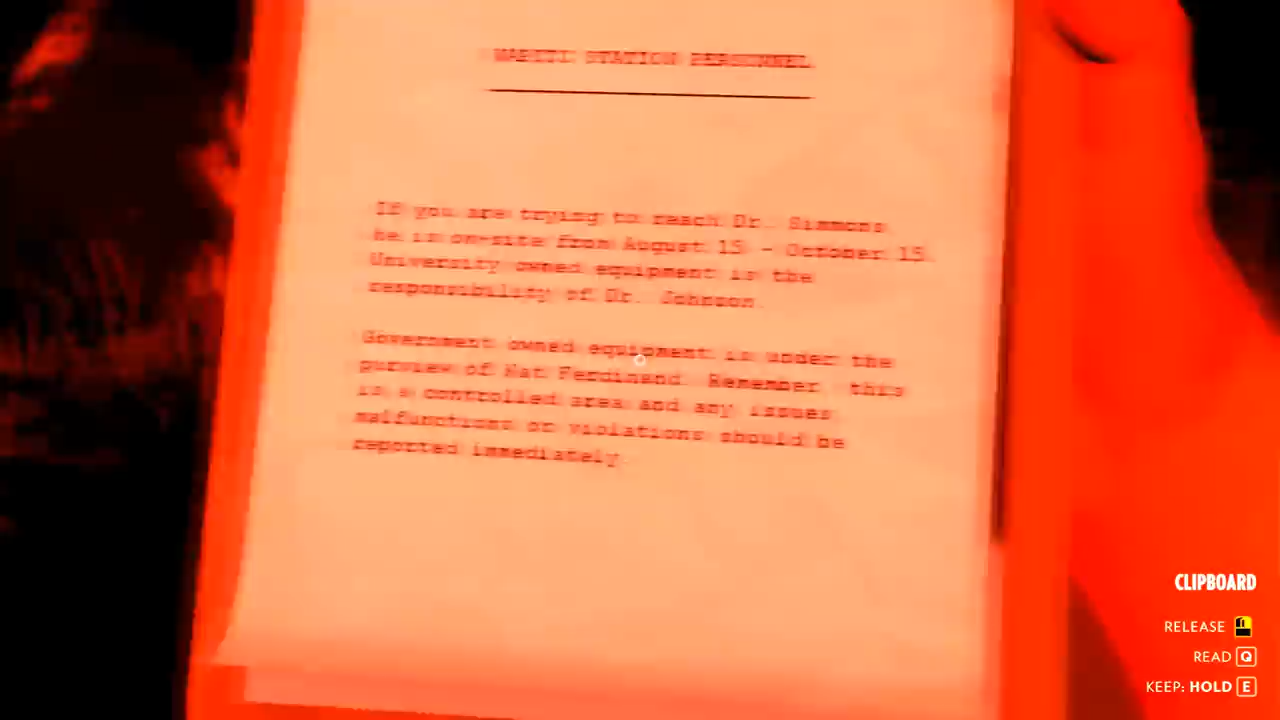 WAPITI STATION PERSONNEL
If you are trying to reach Dr. Simmons
he is on-site from August 15 - October 15.
University owned equipment is the
responsibility of Dr. Johnson.
Government owned equipment is under the
purview of Nat Ferdinand. Remember, this
is a controlled area and any issues
malfunctions or violations should be
reported immediately.
CLIPBOARD
RELEASE
READ Q
KEEP: HOLD E